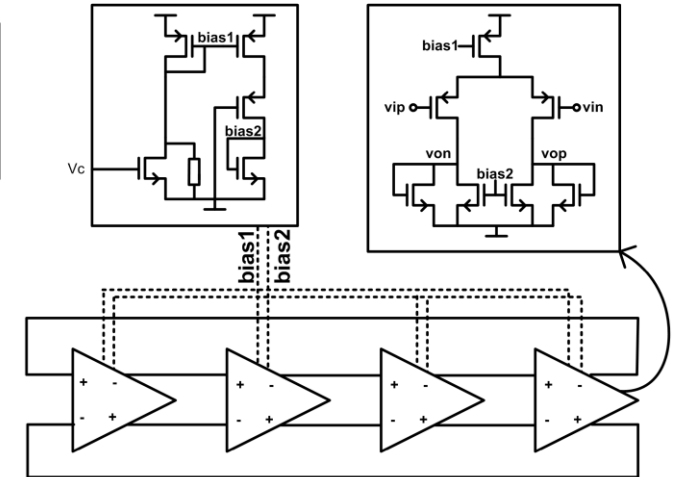 bias1
bias2
Vc
bias1
vip
vin
von
vop
bias2
bias1
bias2
+ - + - + - + -
- + - + - + - +